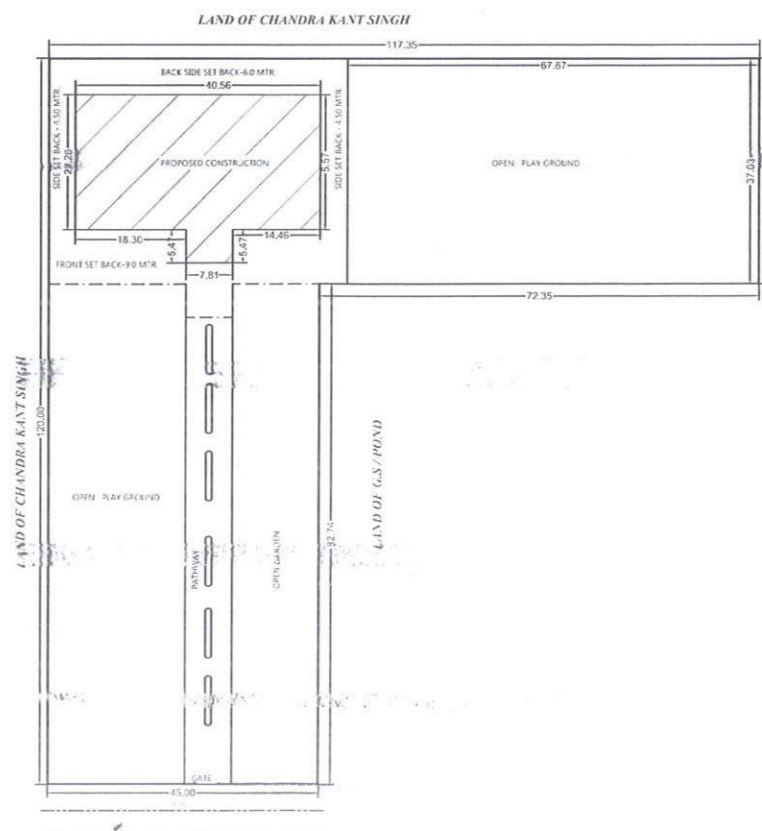 LAND OF CHANDRA KANT SINGH
117.35
BACK SIDE SET BACK-6.0 MTR.
67.67
40.56
SIDE SET BACK - 4.50 MTR.
PROPOSED CONSTRUCTION
5.57
SIDE SET BACK - 4.50 MTR.
OPEN PLAY GROUND
37.03
18.30
5.47
5.47
14.46
FRONT SET BACK-9.0 MTR.
7.81
72.35
LAND OF CHANDRA KANT SINGH
120.00
OPEN PLAY GROUND
PATHWAY
OPEN GARDEN
LAND OF G.S / POND
GATE
45.00